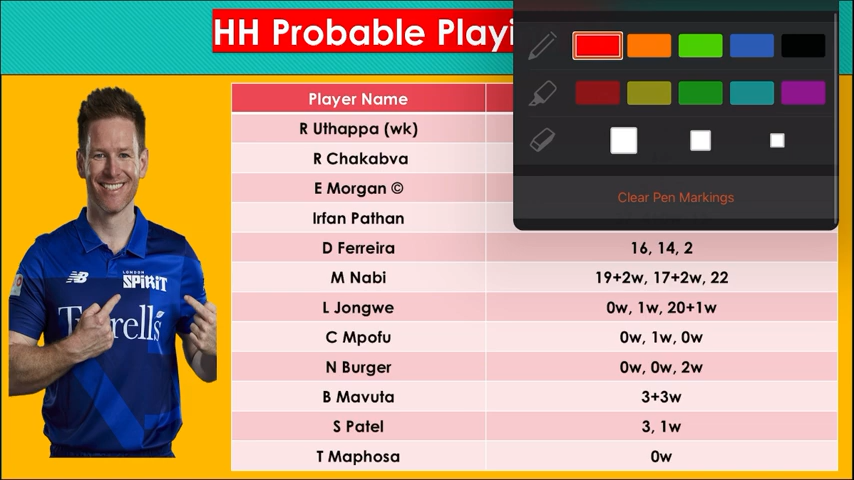 HH Probable Playi
Clear Pen Markings
Player Name
R Uthappa (wk)
R Chakabva
E Morgan ©
Irfan Pathan
D Ferreira 16, 14, 2
M Nabi 19+2w, 17+2w, 22
L Jongwe 0w, 1w, 20+1w
C Mpofu 0w, 1w, 0w
N Burger 0w, 0w, 2w
B Mavuta 3+3w
S Patel 3, 1w
T Maphosa 0w
NB
LONDON
SPIRIT